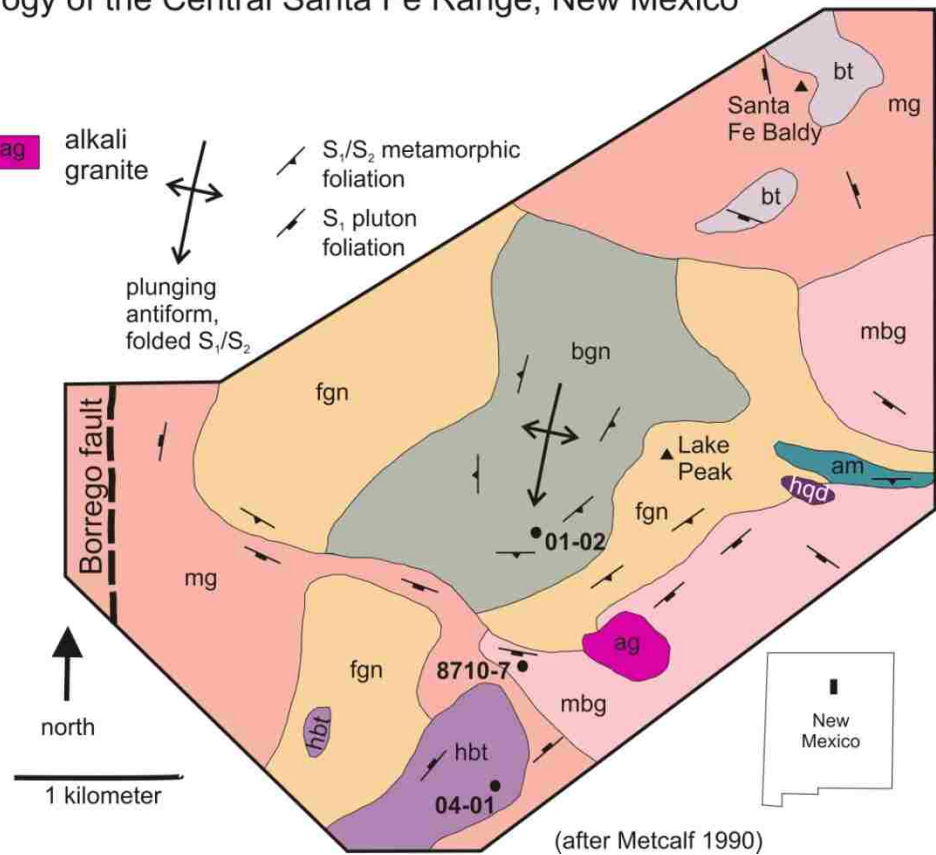 ology of the Central Santa Fe Range, New Mexico
ag
alkali
granite
S₁/S₂ metamorphic
foliation
S₁ pluton
foliation
plunging
antiform,
folded S₁/S₂
bt
Santa
Fe Baldy
mg
bt
mbg
bgn
fgn
Borrego fault
Lake
Peak
am
hqd
fgn
01-02
mg
ag
fgn
8710-7
mbg
hbt
hbt
04-01
north
1 kilometer
New
Mexico
(after Metcalf 1990)